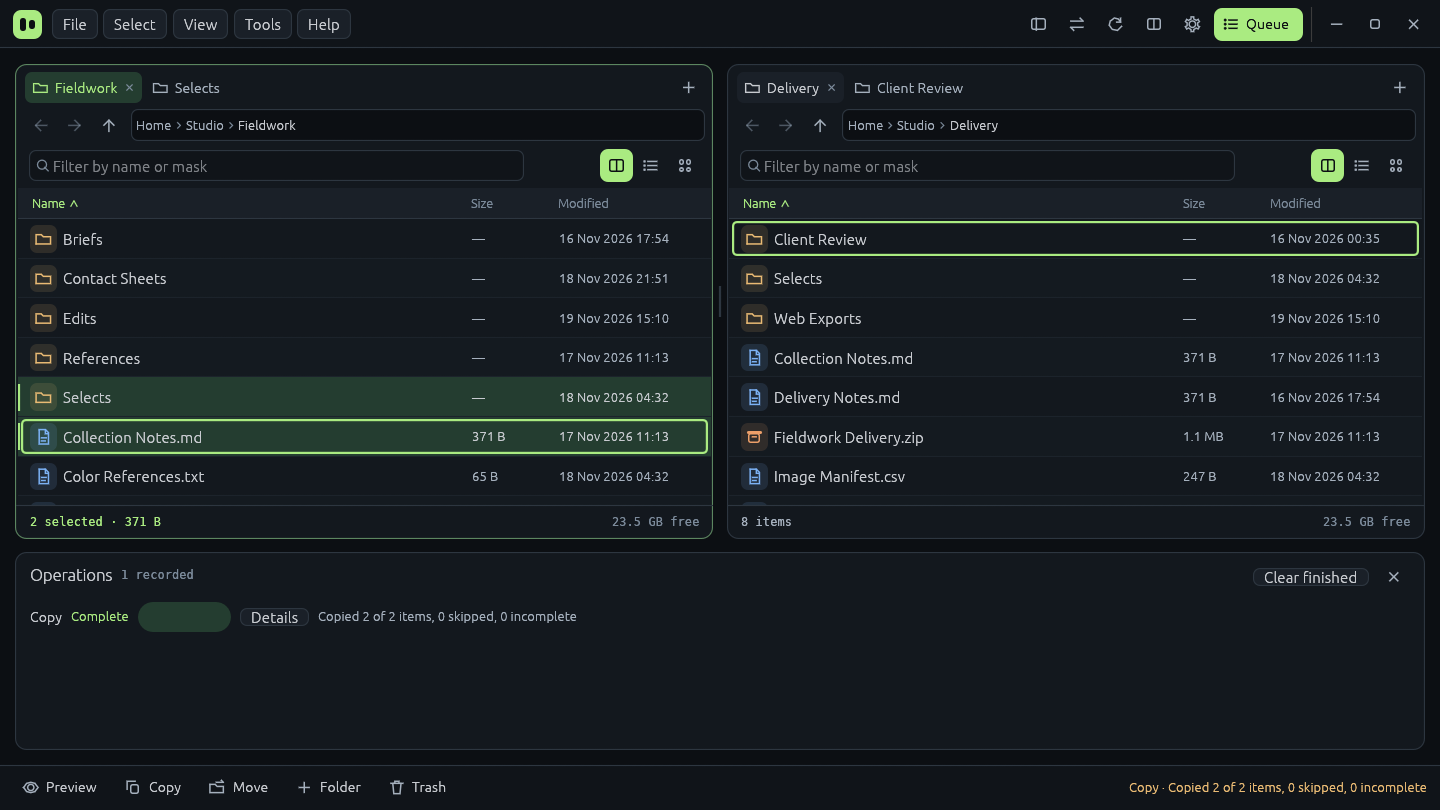 File Select View Tools Help Queue
Fieldwork × Selects +
Home › Studio › Fieldwork
Filter by name or mask
Name Size Modified
Briefs — 16 Nov 2026 17:54
Contact Sheets — 18 Nov 2026 21:51
Edits — 19 Nov 2026 15:10
References — 17 Nov 2026 11:13
Selects — 18 Nov 2026 04:32
Collection Notes.md 371 B 17 Nov 2026 11:13
Color References.txt 65 B 18 Nov 2026 04:32
2 selected · 371 B 23.5 GB free
Delivery × Client Review +
Home › Studio › Delivery
Filter by name or mask
Name Size Modified
Client Review — 16 Nov 2026 00:35
Selects — 18 Nov 2026 04:32
Web Exports — 19 Nov 2026 15:10
Collection Notes.md 371 B 17 Nov 2026 11:13
Delivery Notes.md 371 B 16 Nov 2026 17:54
Fieldwork Delivery.zip 1.1 MB 17 Nov 2026 11:13
Image Manifest.csv 247 B 18 Nov 2026 04:32
8 items 23.5 GB free
Operations 1 recorded Clear finished
Copy Complete Details Copied 2 of 2 items, 0 skipped, 0 incomplete
Preview Copy Move Folder Trash Copy · Copied 2 of 2 items, 0 skipped, 0 incomplete